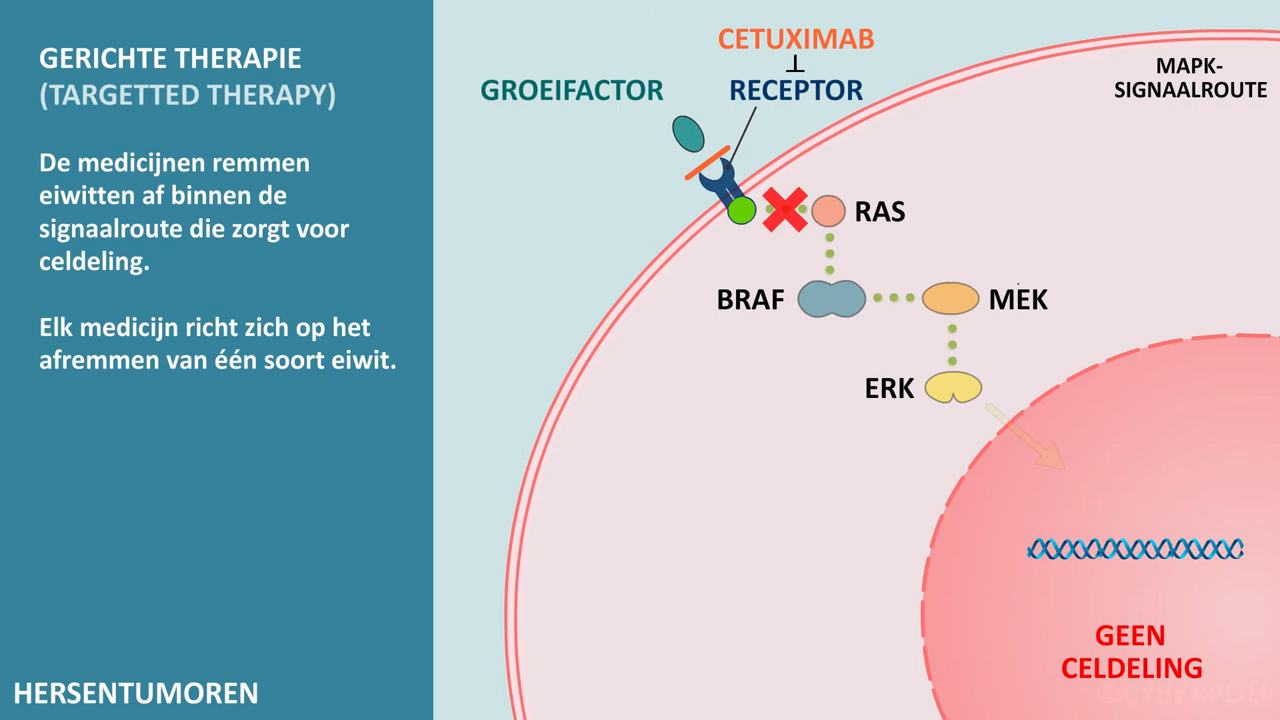 GERICHTE THERAPIE
(TARGETTED THERAPY)
De medicijnen remmen
eiwitten af binnen de
signaalroute die zorgt voor
celdeling.
Elk medicijn richt zich op het
afremmen van één soort eiwit.
HERSENTUMOREN
CETUXIMAB
GROEIFACTOR
RECEPTOR
MAPK-
SIGNAALROUTE
RAS
BRAF
MEK
ERK
GEEN
CELDELING
©CYBERPOLI